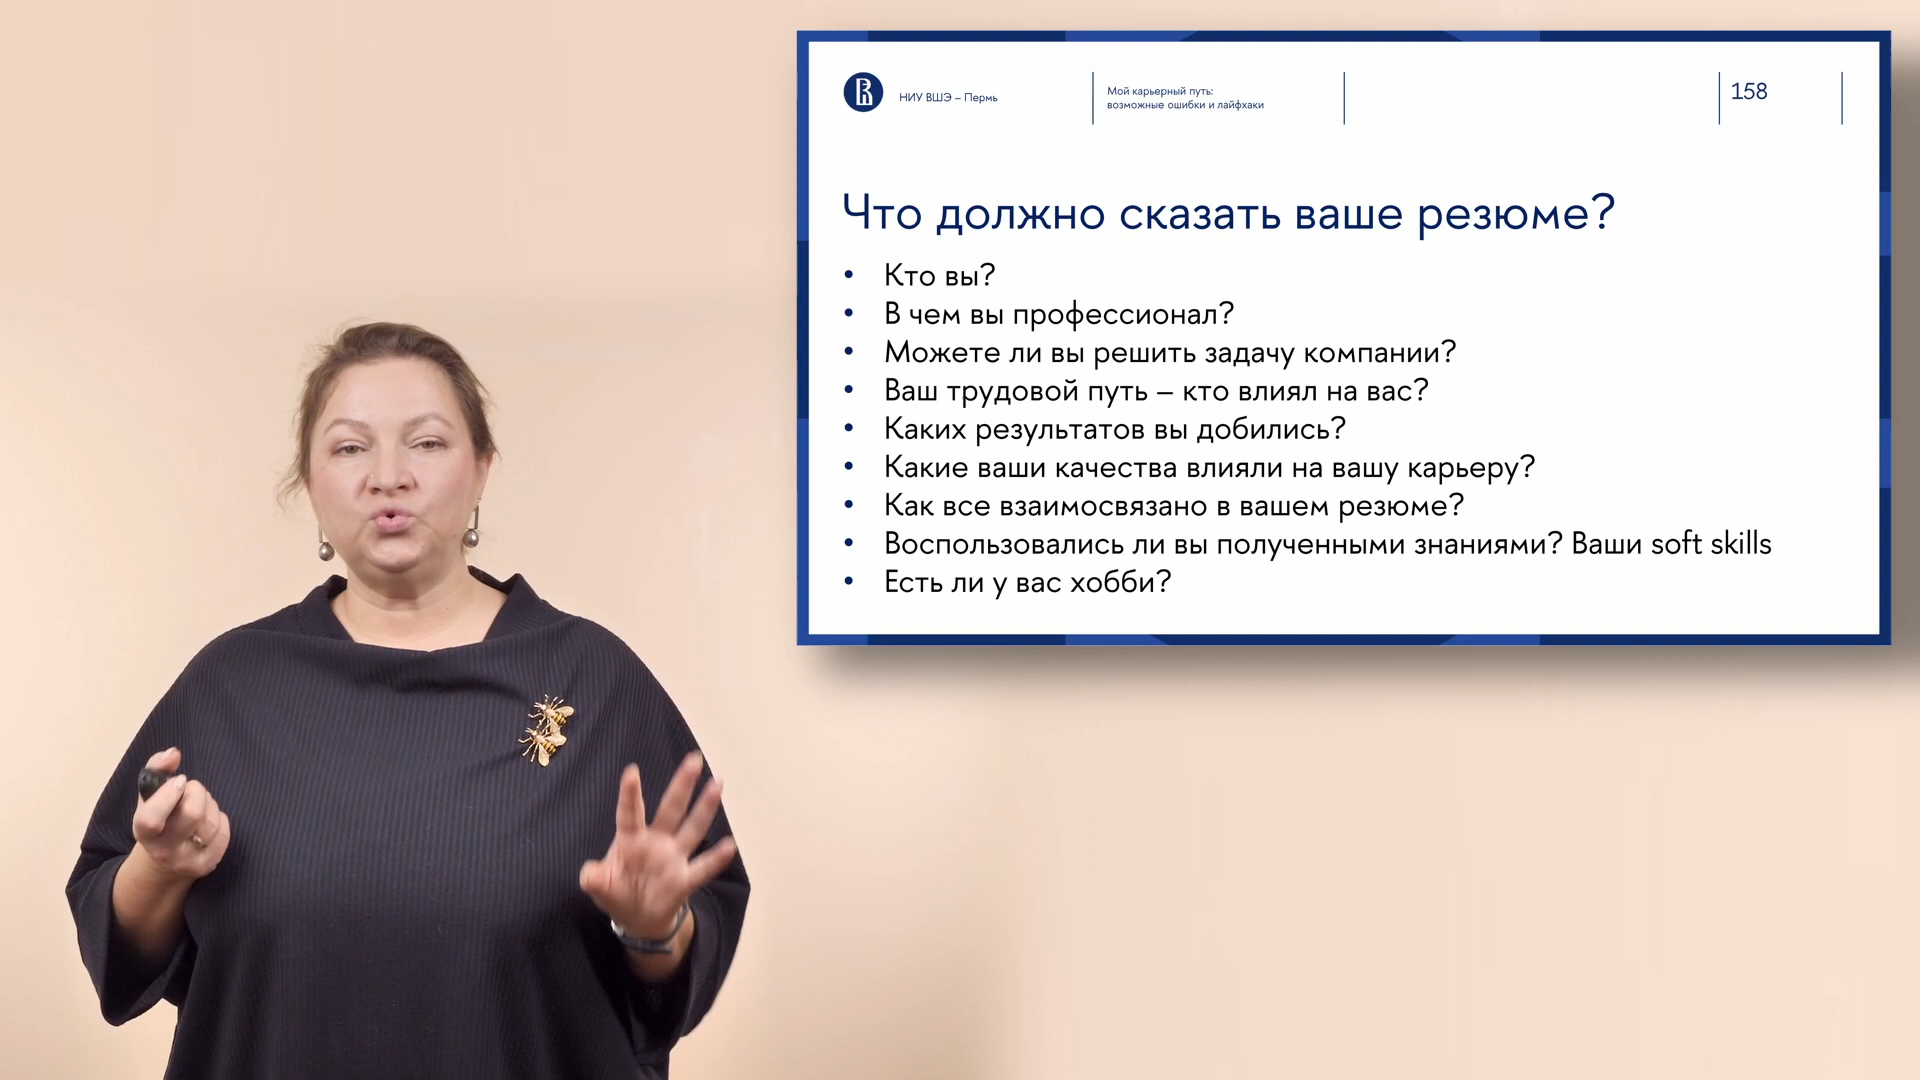 НИУ ВШЭ – Пермь
Мой карьерный путь:
возможные ошибки и лайфхаки
158
Что должно сказать ваше резюме?
• Кто вы?
• В чем вы профессионал?
• Можете ли вы решить задачу компании?
• Ваш трудовой путь – кто влиял на вас?
• Каких результатов вы добились?
• Какие ваши качества влияли на вашу карьеру?
• Как все взаимосвязано в вашем резюме?
• Воспользовались ли вы полученными знаниями? Ваши soft skills
• Есть ли у вас хобби?